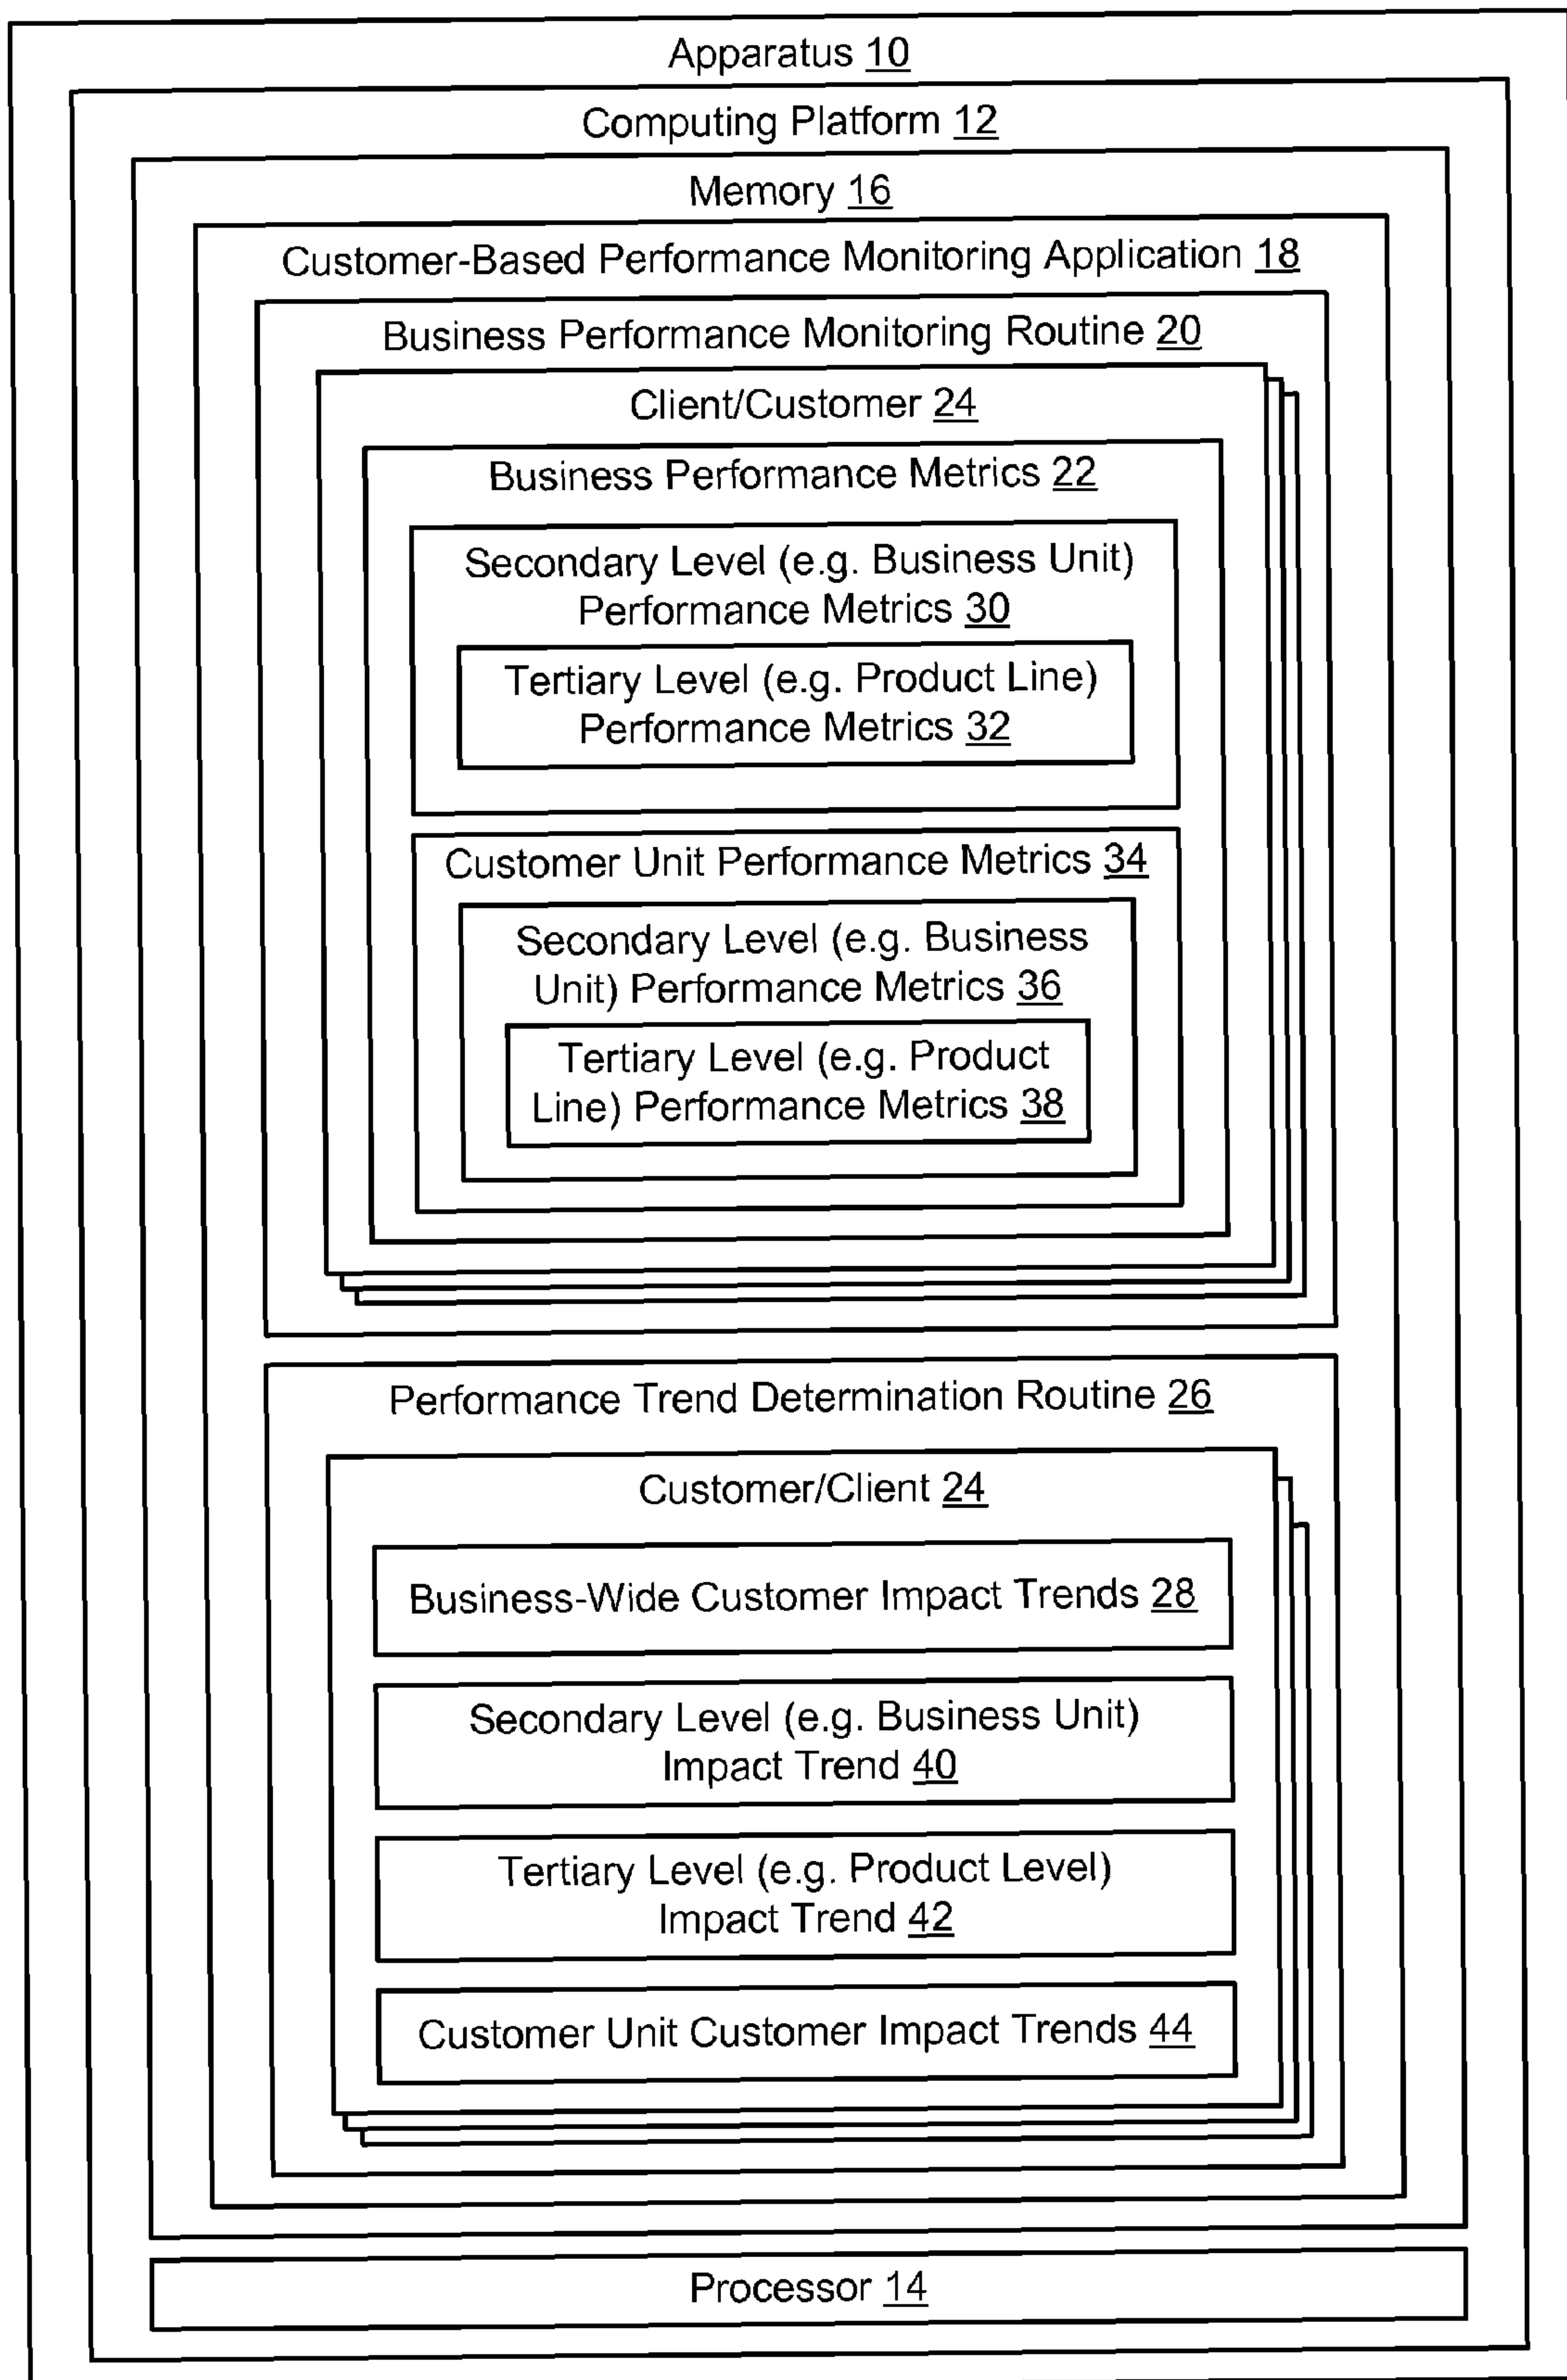 Apparatus 10
Computing Platform 12
Memory 16
Customer-Based Performance Monitoring Application 18
Business Performance Monitoring Routine 20
Client/Customer 24
Business Performance Metrics 22
Secondary Level (e.g. Business Unit)
Performance Metrics 30
Tertiary Level (e.g. Product Line)
Performance Metrics 32
Customer Unit Performance Metrics 34
Secondary Level (e.g. Business
Unit) Performance Metrics 36
Tertiary Level (e.g. Product
Line) Performance Metrics 38
Performance Trend Determination Routine 26
Customer/Client 24
Business-Wide Customer Impact Trends 28
Secondary Level (e.g. Business Unit)
Impact Trend 40
Tertiary Level (e.g. Product Level)
Impact Trend 42
Customer Unit Customer Impact Trends 44
Processor 14